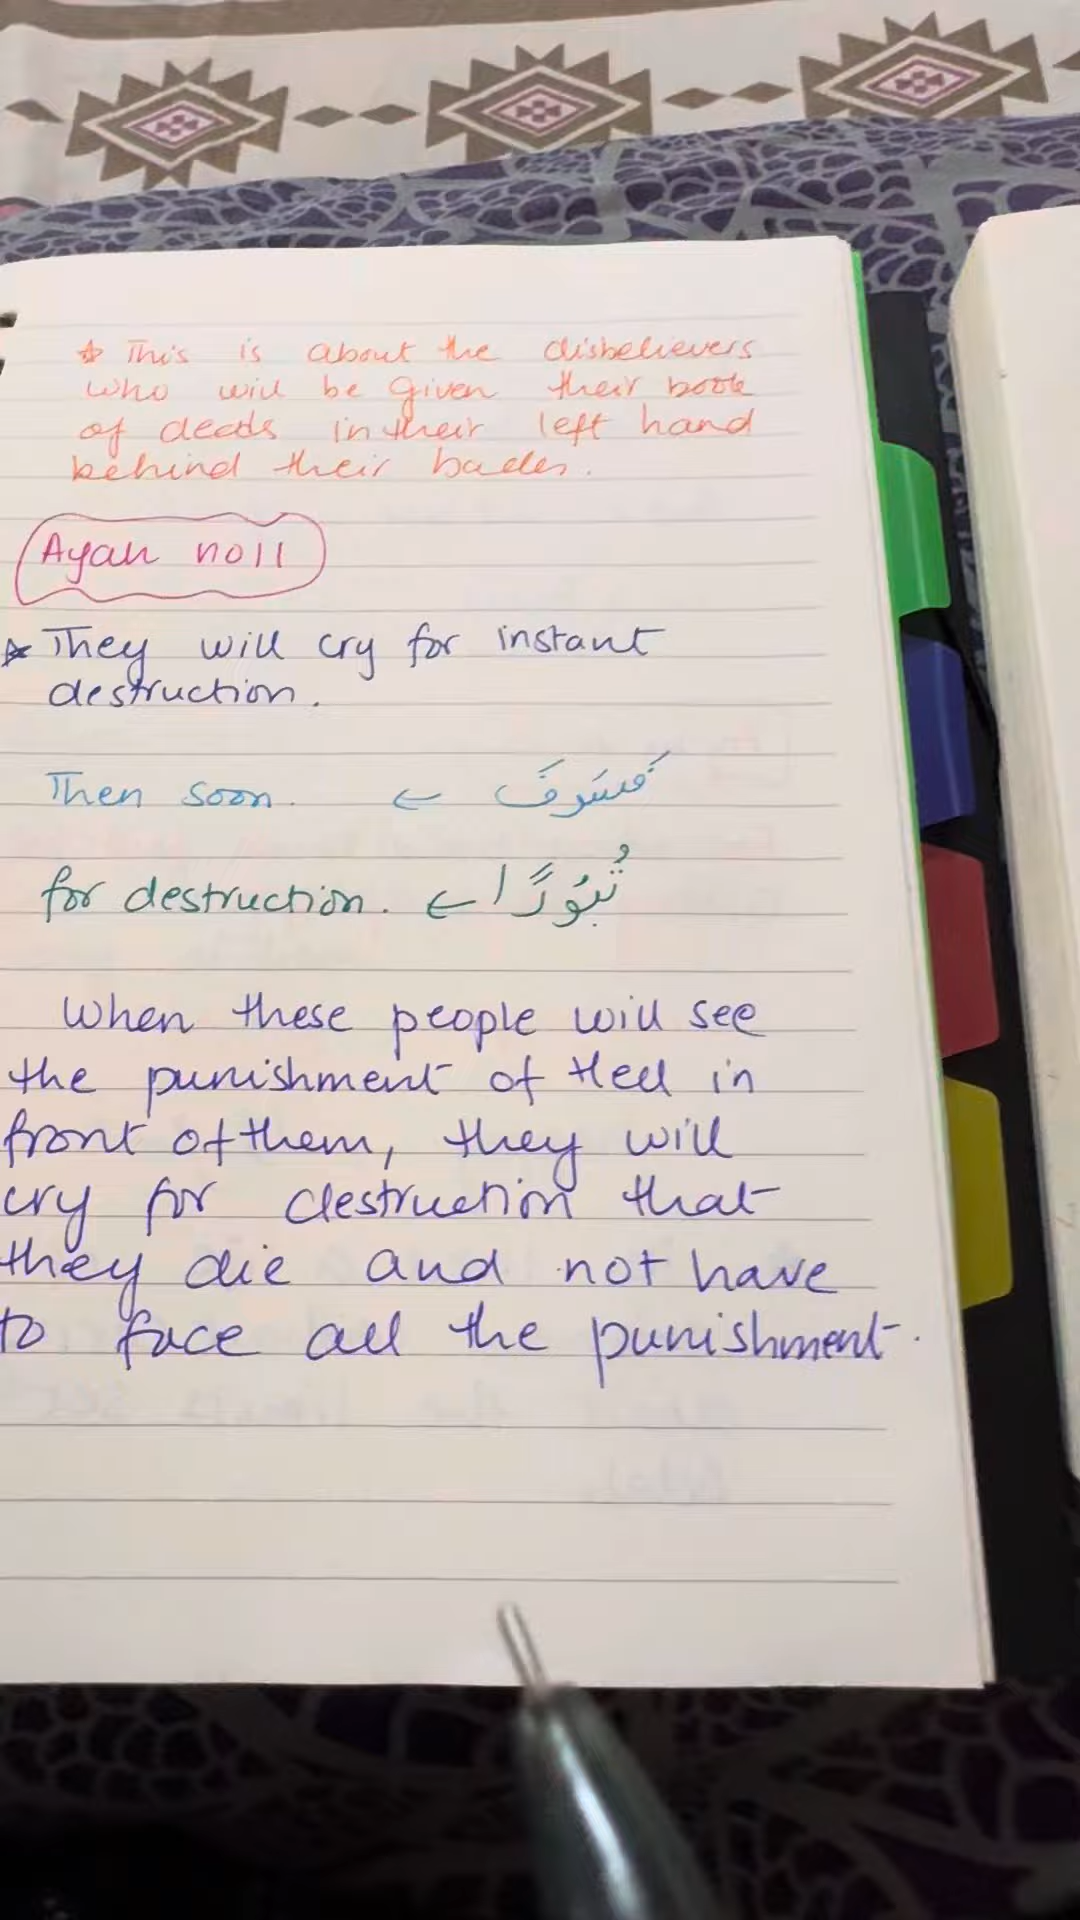 ☆ This is about the disbelievers
who will be given their book
of deeds in their left hand
behind their backs.
Ayah no 11
☆ They will cry for instant
destruction.
Then soon. ← فَسَوفَ
for destruction. ← ثُبُورًا
When these people will see
the punishment of Hell in
front of them, they will
cry for destruction that
they die and not have
to face all the punishment.